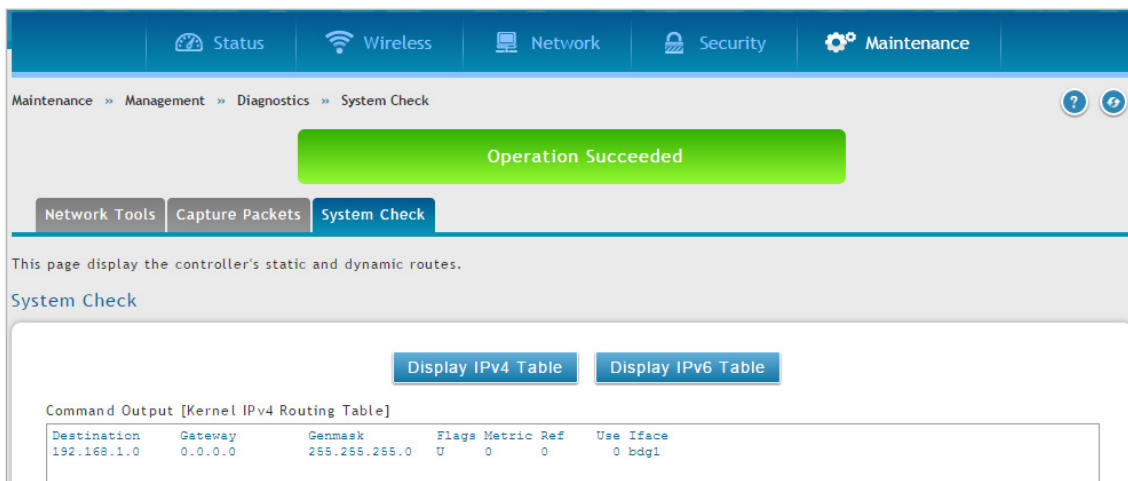 Status Wireless Network Security Maintenance
Maintenance » Management » Diagnostics » System Check
?
Operation Succeeded
Network Tools Capture Packets System Check
This page display the controller's static and dynamic routes.
System Check
Display IPv4 Table Display IPv6 Table
Command Output [Kernel IPv4 Routing Table]
Destination Gateway Genmask Flags Metric Ref Use Iface
192.168.1.0 0.0.0.0 255.255.255.0 U 0 0 0 bdg1